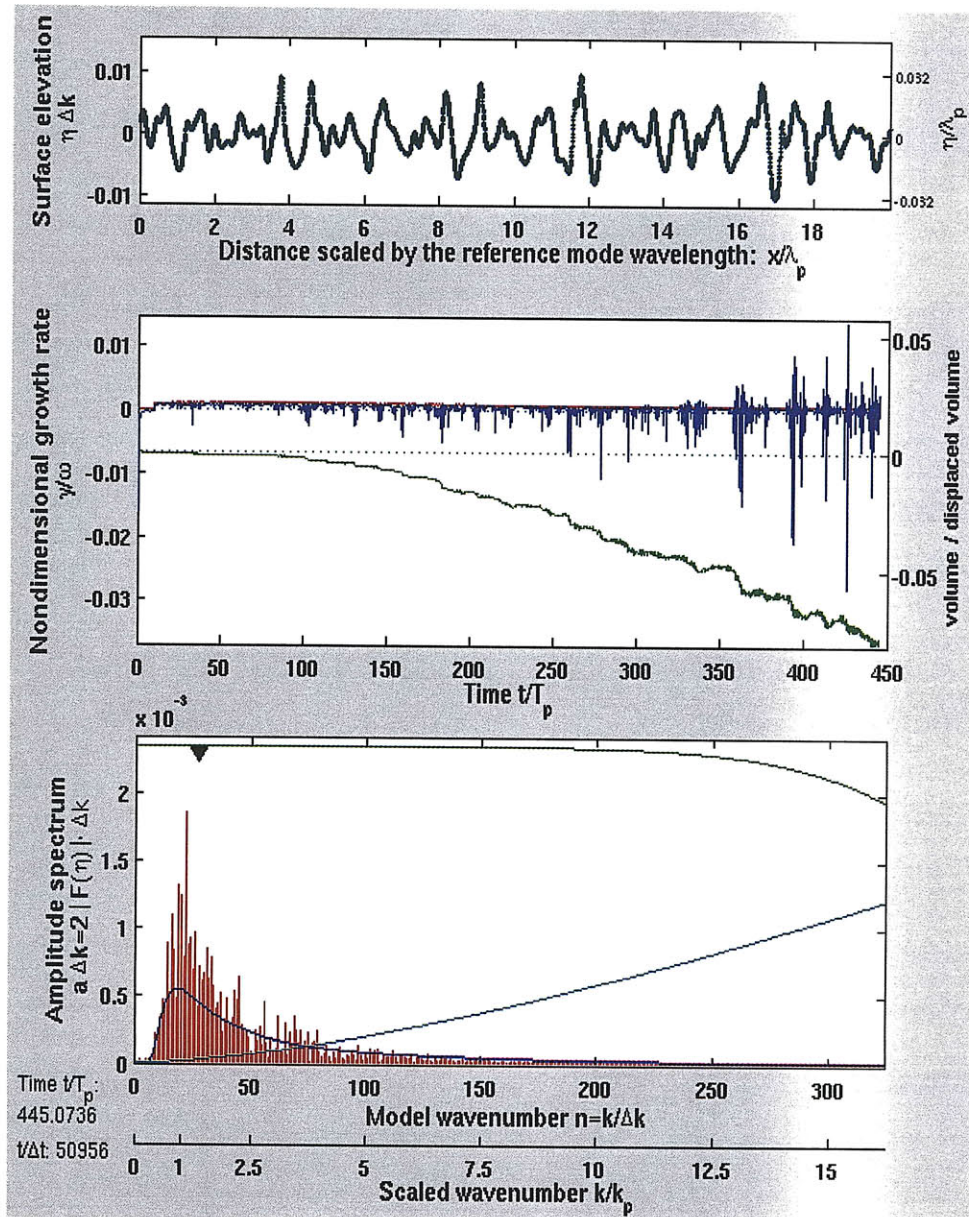 Surface elevation
η Δk
0.01
0
-0.01
0.032
0
-0.032
η/λp
0 2 4 6 8 10 12 14 16 18
Distance scaled by the reference mode wavelength: x/λp
Nondimensional growth rate
γ/ω
0.01
0
-0.01
-0.02
-0.03
0.05
0
-0.05
volume / displaced volume
0 50 100 150 200 250 300 350 400 450
Time t/Tp
x 10-3
Amplitude spectrum
a Δk=2 | F(η) |· Δk
2
1.5
1
0.5
0
0 50 100 150 200 250 300
Model wavenumber n=k/Δk
Time t/Tp:
445.0736
t/Δt: 50956
0 1 2.5 5 7.5 10 12.5 15
Scaled wavenumber k/kp